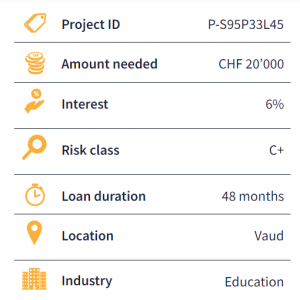 Project ID P-S95P33L45
Amount needed CHF 20’000
Interest 6%
Risk class C+
Loan duration 48 months
Location Vaud
Industry Education